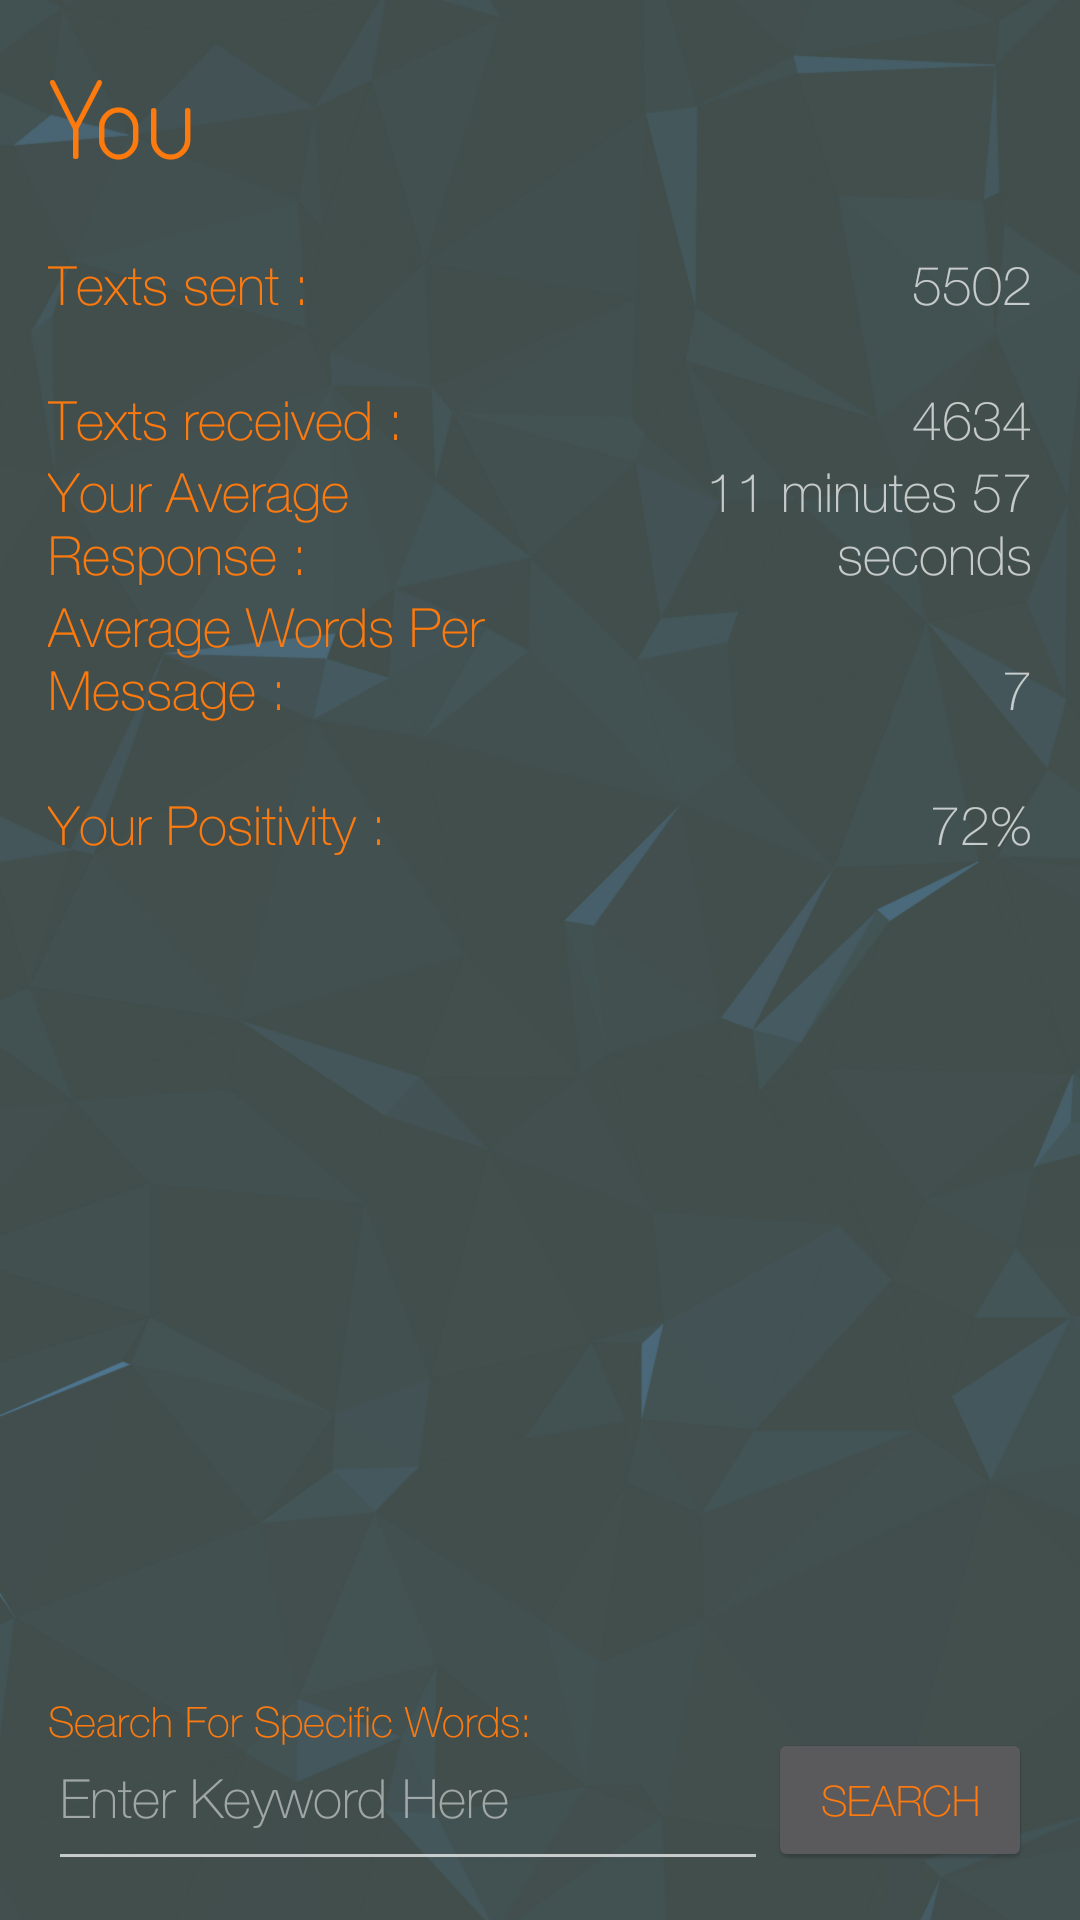 You
Texts sent : 5502
Texts received : 4634
Your Average 11 minutes 57
Response : seconds
Average Words Per
Message : 7
Your Positivity : 72%
Search For Specific Words:
Enter Keyword Here
SEARCH